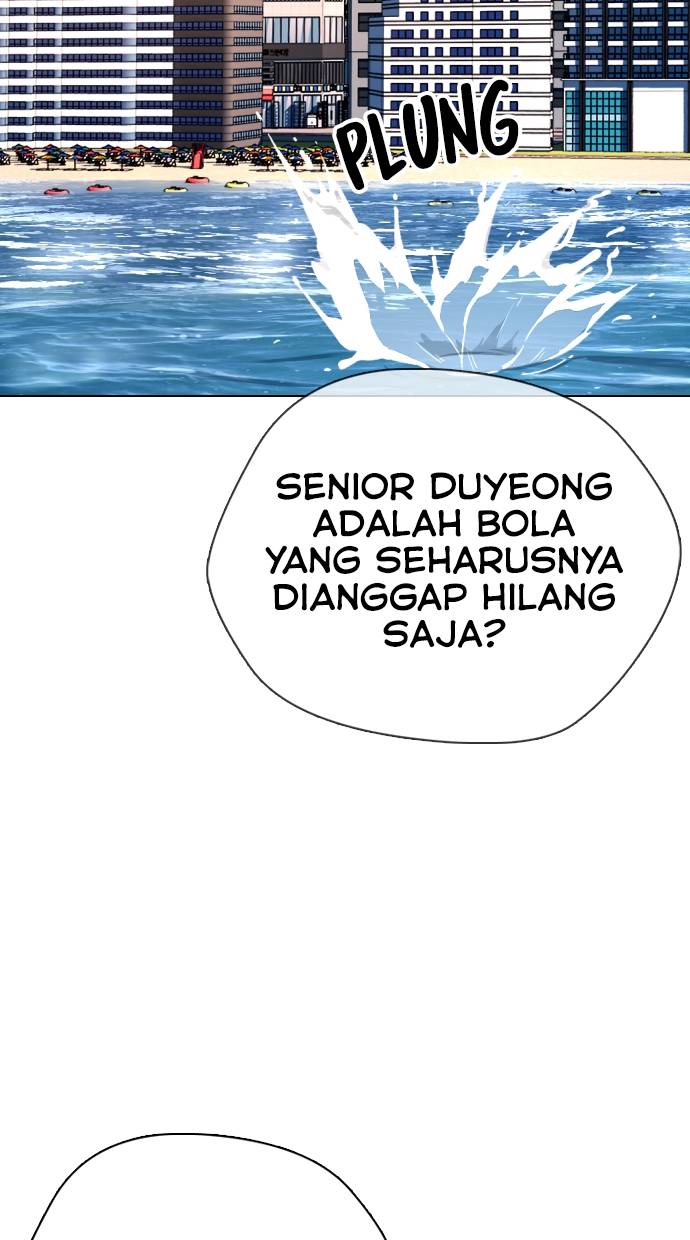 PLUNG
SENIOR DUYEONG
ADALAH BOLA
YANG SEHARUSNYA
DIANGGAP HILANG
SAJA?